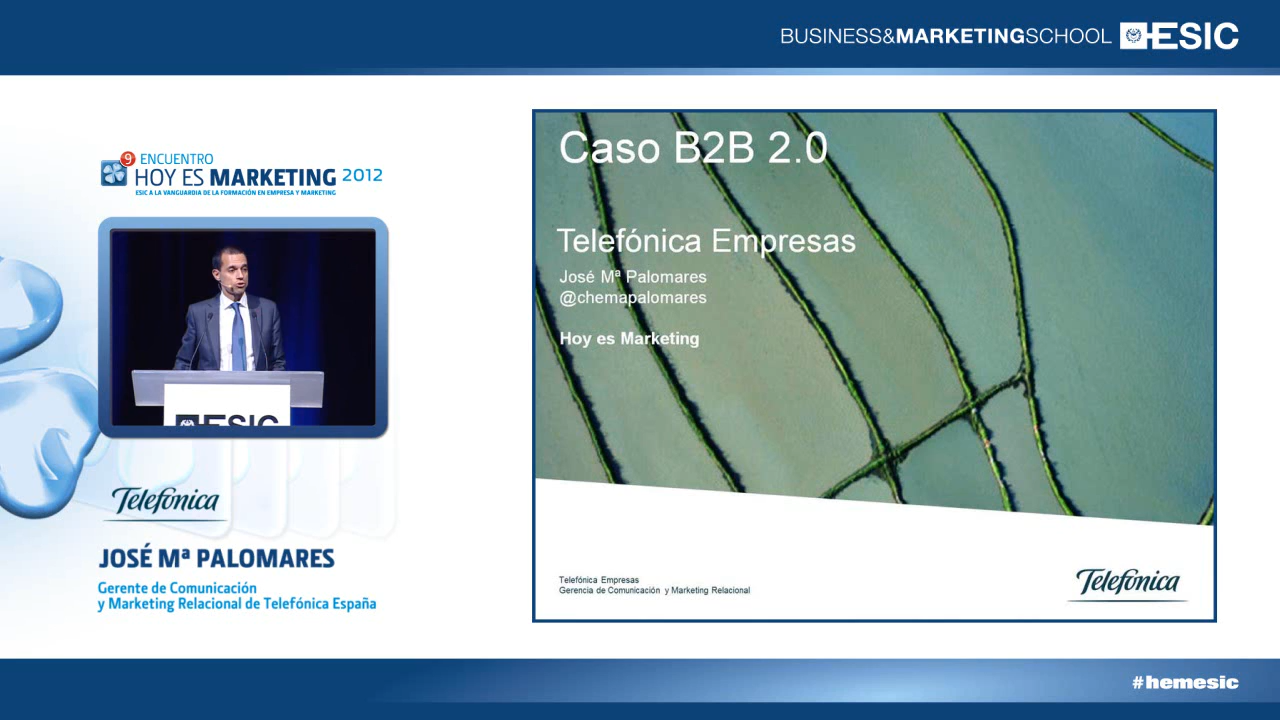 BUSINESS&MARKETINGSCHOOL ESIC
9 ENCUENTRO
HOY ES MARKETING 2012
ESIC A LA VANGUARDIA DE LA FORMACIÓN EN EMPRESA Y MARKETING
ESIC
Telefónica
JOSÉ Mª PALOMARES
Gerente de Comunicación
y Marketing Relacional de Telefónica España
Caso B2B 2.0
Telefónica Empresas
José Mª Palomares
@chemapalomares
Hoy es Marketing
Telefónica Empresas
Gerencia de Comunicación y Marketing Relacional
Telefónica
#hemesic